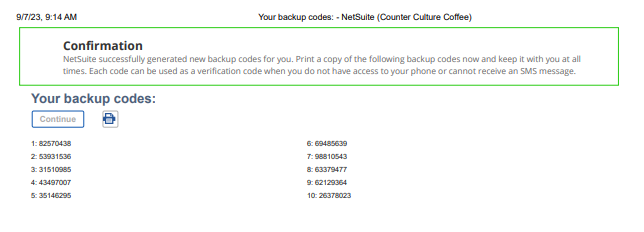 9/7/23, 9:14 AM Your backup codes: - NetSuite (Counter Culture Coffee)
Confirmation
NetSuite successfully generated new backup codes for you. Print a copy of the following backup codes now and keep it with you at all
times. Each code can be used as a verification code when you do not have access to your phone or cannot receive an SMS message.
Your backup codes:
Continue
1: 82570438 6: 69485639
2: 53931536 7: 98810543
3: 31510985 8: 63379477
4: 43497007 9: 62129364
5: 35146295 10: 26378023